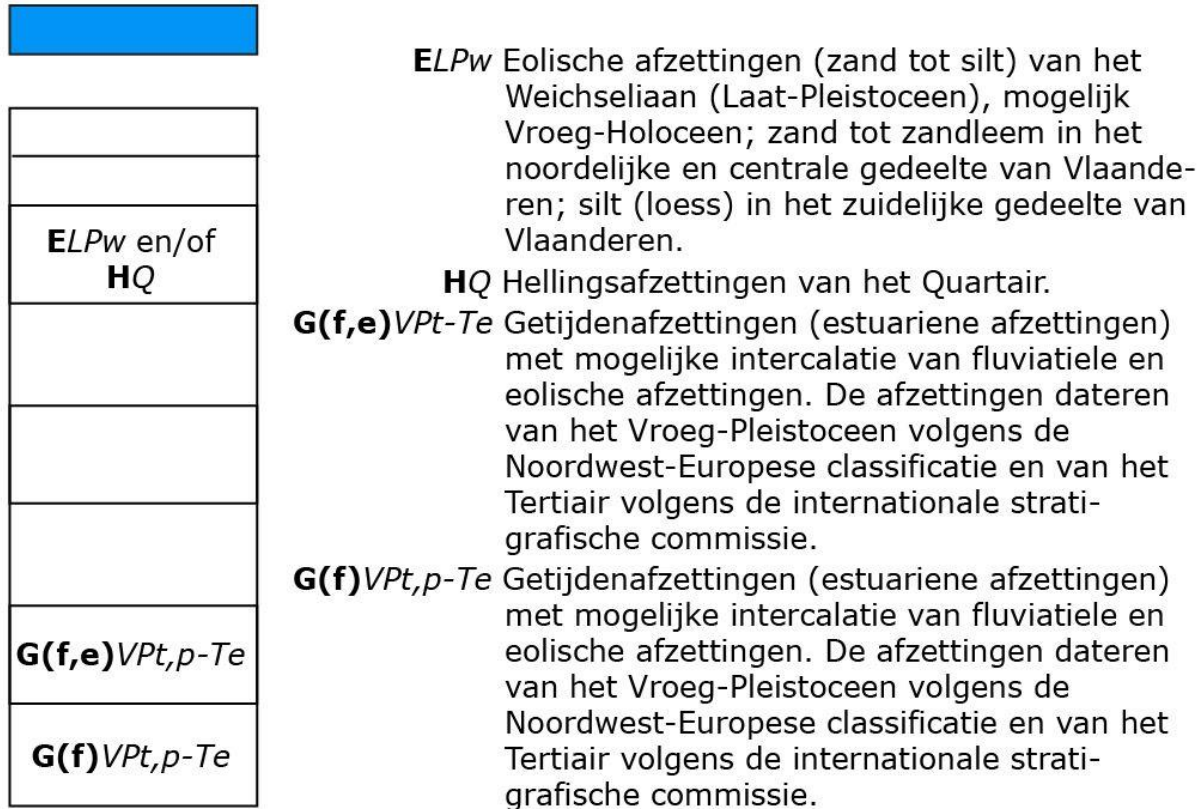 ELPw en/of
HQ
G(f,e)VPt,p-Te
G(f)VPt,p-Te
ELPw Eolische afzettingen (zand tot silt) van het
Weichseliaan (Laat-Pleistoceen), mogelijk
Vroeg-Holoceen; zand tot zandleem in het
noordelijke en centrale gedeelte van Vlaande-
ren; silt (loess) in het zuidelijke gedeelte van
Vlaanderen.
HQ Hellingsafzettingen van het Quartair.
G(f,e)VPt-Te Getijdenafzettingen (estuariene afzettingen)
met mogelijke intercalatie van fluviatiele en
eolische afzettingen. De afzettingen dateren
van het Vroeg-Pleistoceen volgens de
Noordwest-Europese classificatie en van het
Tertiair volgens de internationale strati-
grafische commissie.
G(f)VPt,p-Te Getijdenafzettingen (estuariene afzettingen)
met mogelijke intercalatie van fluviatiele en
eolische afzettingen. De afzettingen dateren
van het Vroeg-Pleistoceen volgens de
Noordwest-Europese classificatie en van het
Tertiair volgens de internationale strati-
grafische commissie.